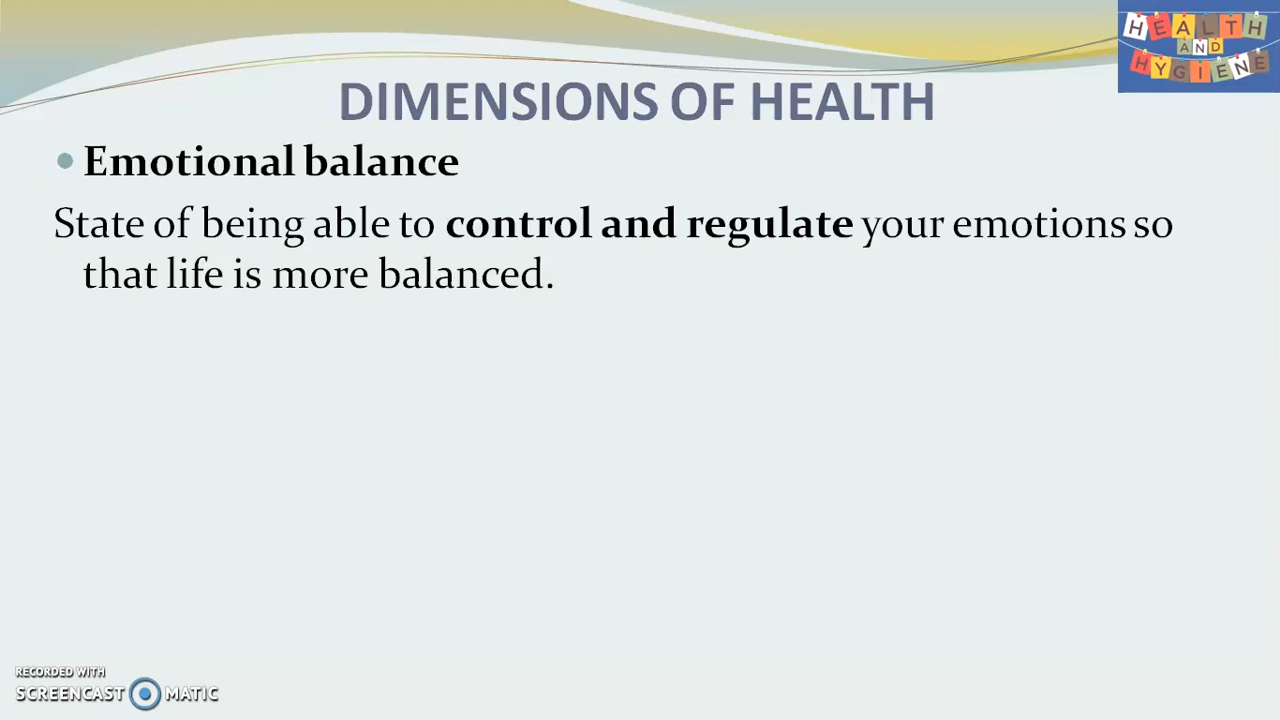 HEALTH
AND
HYGIENE
DIMENSIONS OF HEALTH
• Emotional balance
State of being able to control and regulate your emotions so
that life is more balanced.
RECORDED WITH
SCREENCAST MATIC